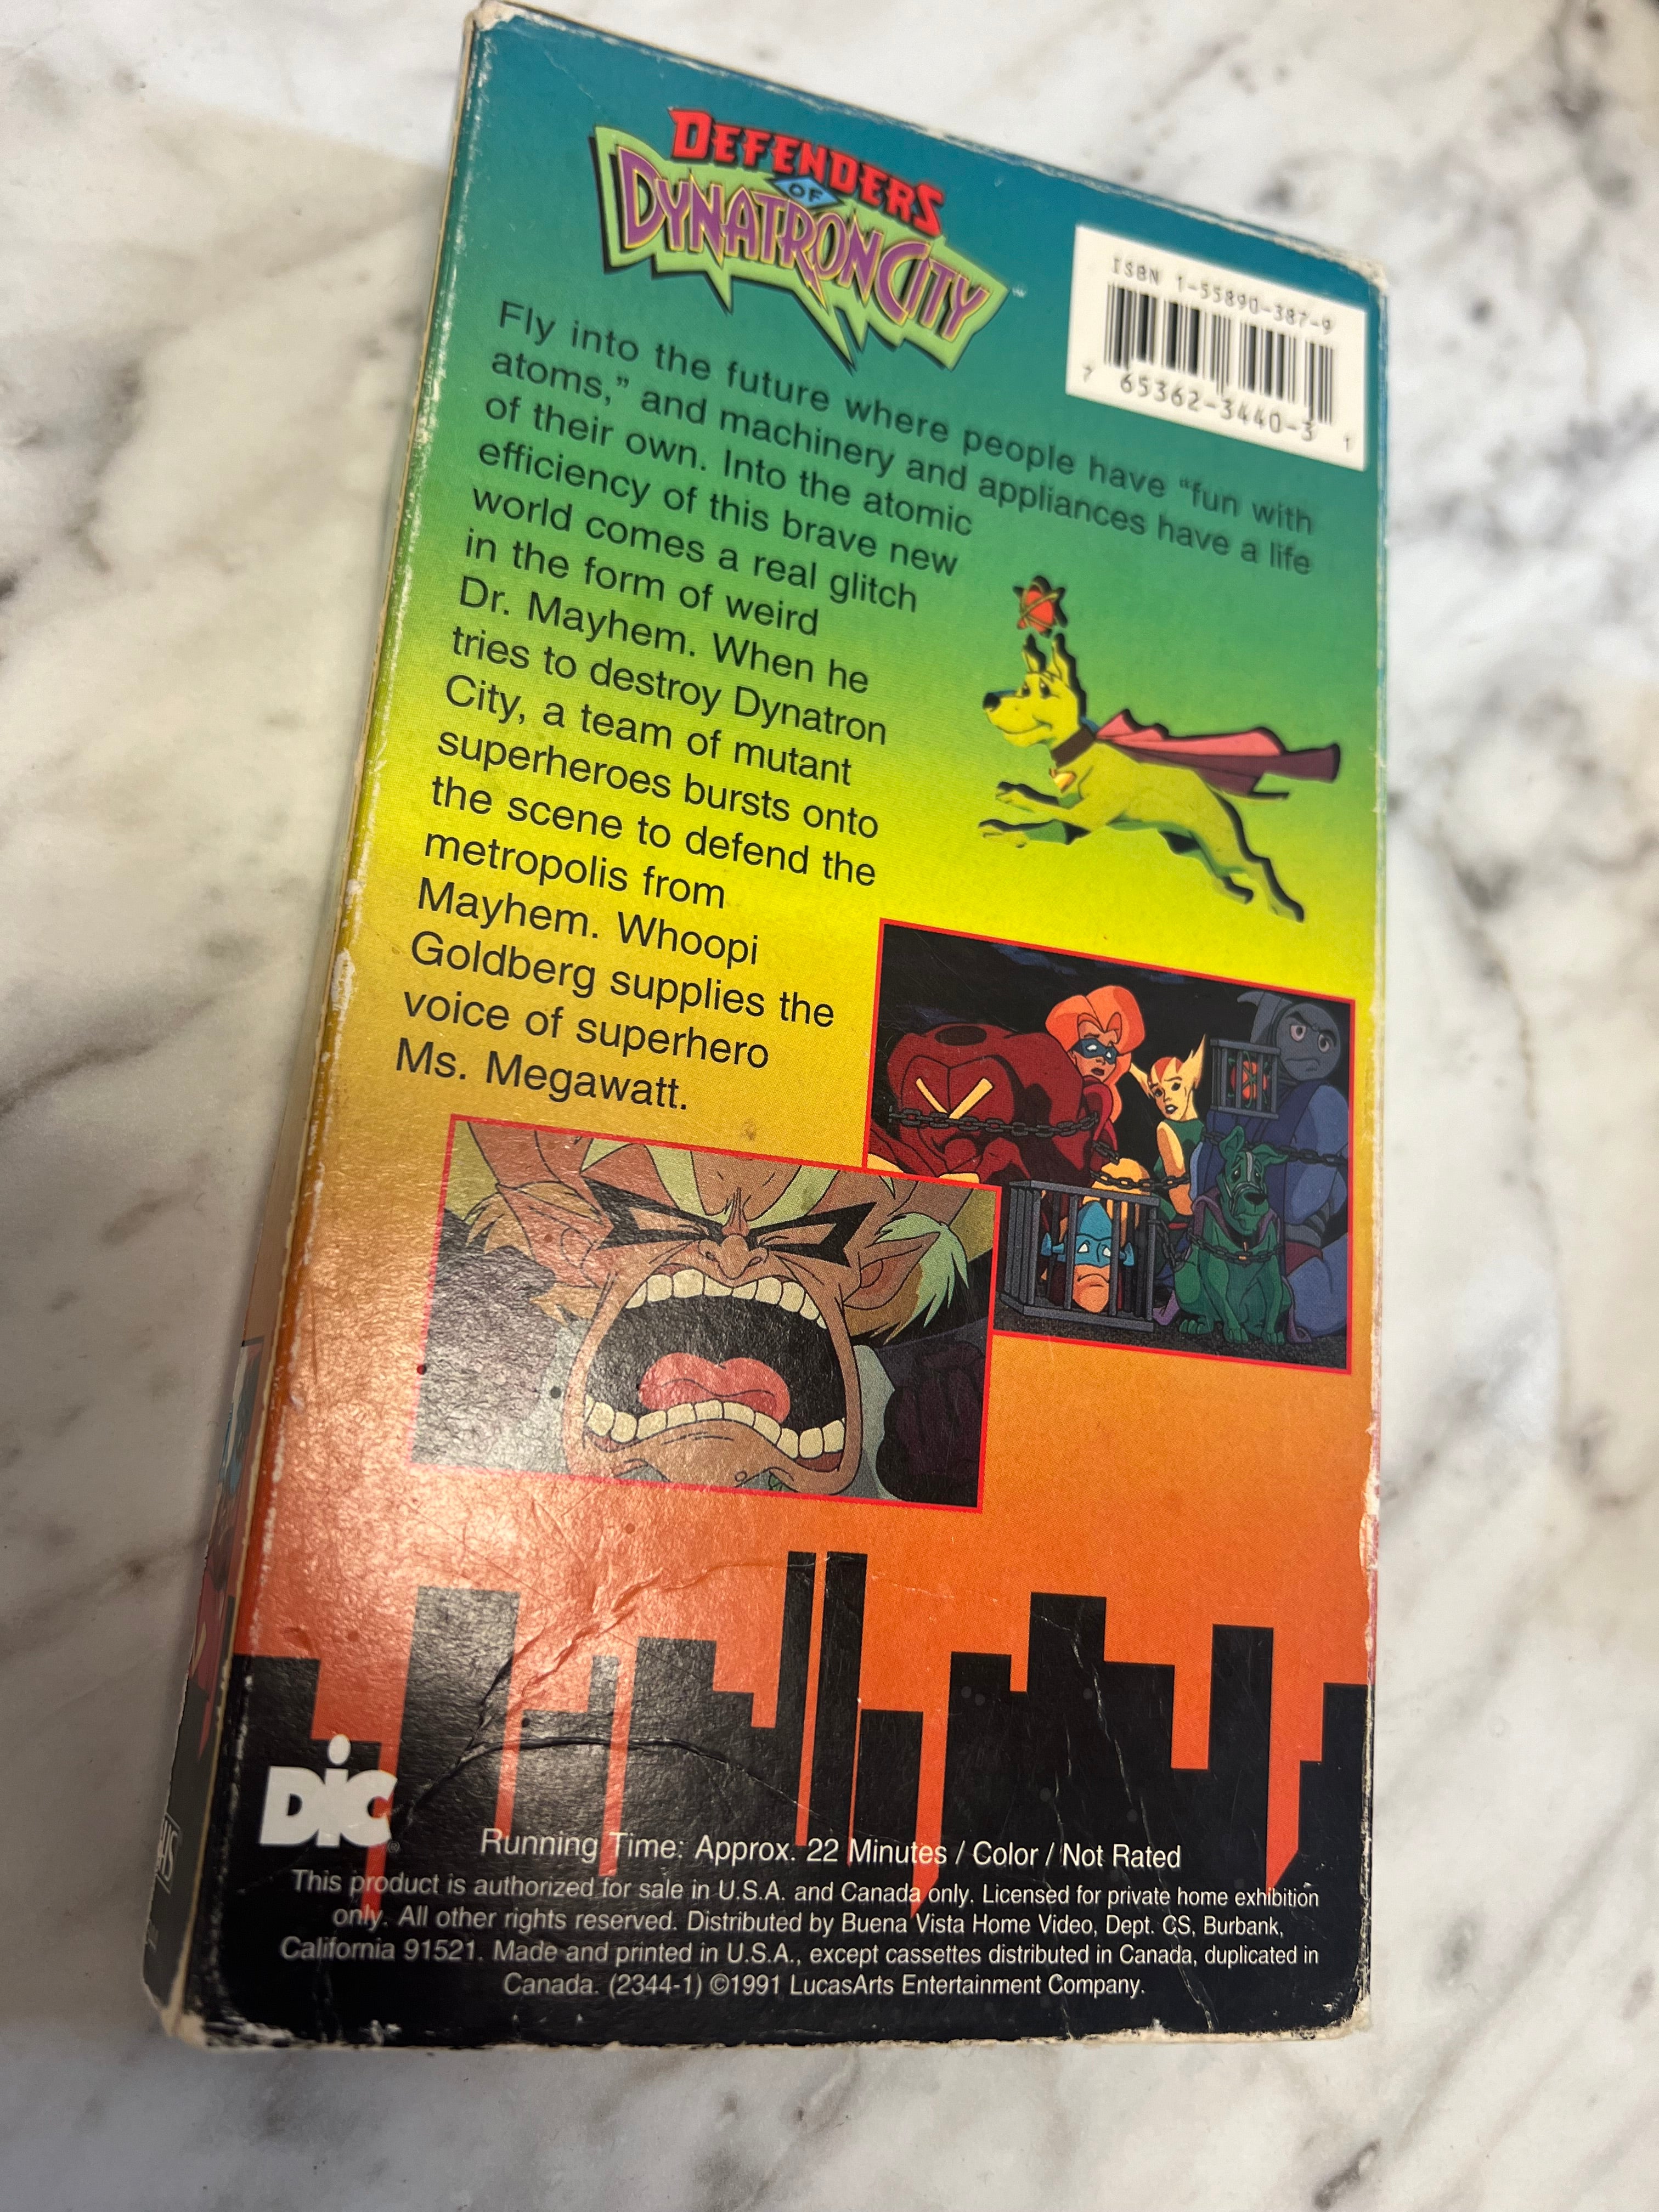 DEFENDERS
OF
DYNATRON CITY
™
ISBN 1-55890-387-9
7 65362-3440-3 1
Fly into the future where people have “fun with
atoms,” and machinery and appliances have a life
of their own. Into the atomic
efficiency of this brave new
world comes a real glitch
in the form of weird
Dr. Mayhem. When he
tries to destroy Dynatron
City, a team of mutant
superheroes bursts onto
the scene to defend the
metropolis from
Mayhem. Whoopi
Goldberg supplies the
voice of superhero
Ms. Megawatt.
DIC
Running Time: Approx. 22 Minutes / Color / Not Rated
This product is authorized for sale in U.S.A. and Canada only. Licensed for private home exhibition
only. All other rights reserved. Distributed by Buena Vista Home Video, Dept. CS, Burbank,
California 91521. Made and printed in U.S.A., except cassettes distributed in Canada, duplicated in
Canada. (2344-1) ©1991 LucasArts Entertainment Company.